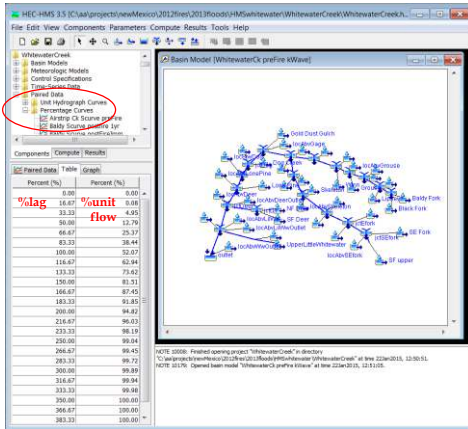 HEC-HMS 3.5 [C:\aa\projects\newMexico\2012fires\2013floods\HMSwhitewater\WhitewaterCreek\WhitewaterCreek.h...
File Edit View Components Parameters Compute Results Tools Help
WhitewaterCreek
Basin Models
Meteorologic Models
Control Specifications
Time-Series Data
Paired Data
Unit Hydrograph Curves
Percentage Curves
Airstrip Ck Scurve preFire
Baldy Scurve postFire 1yr
Components Compute Results
Paired Data Table Graph
Percent (%) Percent (%)
0.00 0.00
%lag 16.67 %unit 0.08
33.33 flow 4.95
50.00 13.79
66.67 25.37
83.33 38.44
100.00 52.07
116.67 62.94
133.33 73.62
150.00 81.51
166.67 87.45
183.33 91.85
200.00 94.82
216.67 96.03
233.33 98.19
250.00 99.04
266.67 99.45
283.33 99.72
300.00 99.89
316.67 99.94
333.33 99.98
350.00 100.00
366.67 100.00
383.33 100.00
Basin Model [WhitewaterCk preFire kWave]
Gold Dust Gulch
locAbvGage
locAbvGrouse
Baldy Fork
Black Fork
SE Fork
locAbvDeer
locAbvDeerOutlet
SF Deer
UpperLittleWhitewater
locAbvSEfork
SF upper
outlet
NOTE 10008: Finished opening project "WhitewaterCreek" in directory
"C:\aa\projects\newMexico\2012fires\2013floods\HMSwhitewater\WhitewaterCreek" at time 22Jan2015, 12:50:51.
NOTE 10179: Opened basin model "WhitewaterCk preFire kWave" at time 22Jan2015, 12:51:05.